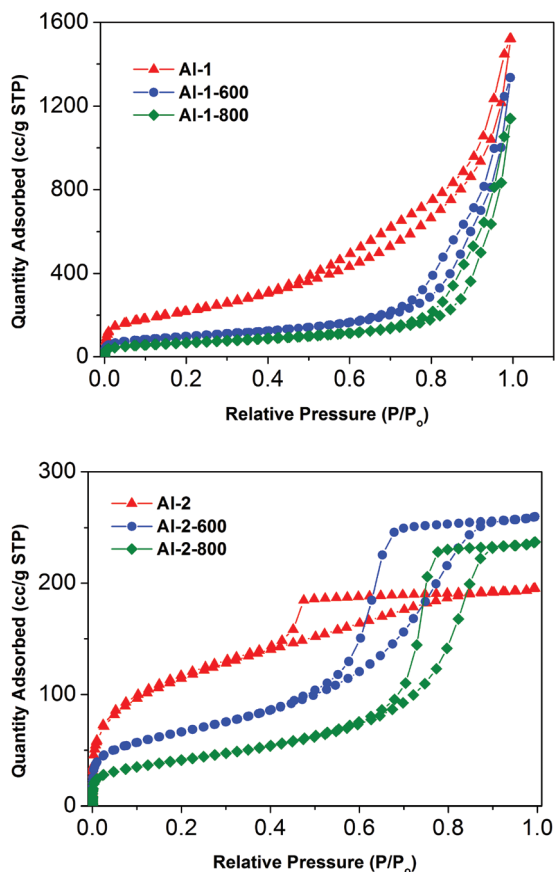 1600
1200
800
400
0
Quantity Adsorbed (cc/g STP)
Al-1
Al-1-600
Al-1-800
0.0 0.2 0.4 0.6 0.8 1.0
Relative Pressure (P/Po)
300
200
100
0
Quantity Adsorbed (cc/g STP)
Al-2
Al-2-600
Al-2-800
0.0 0.2 0.4 0.6 0.8 1.0
Relative Pressure (P/Po)